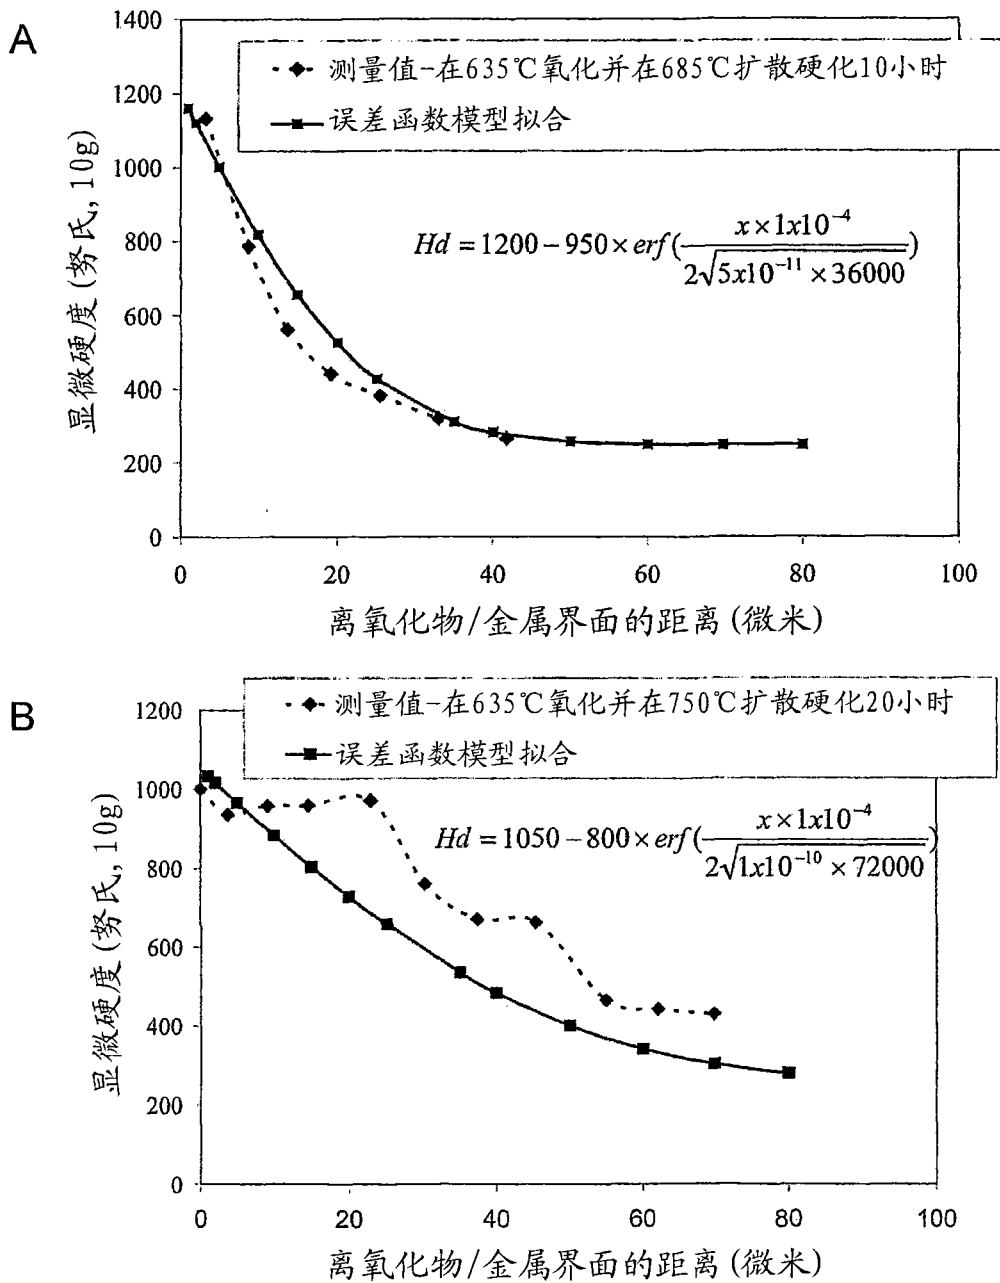 A
1400
1200
1000
800
600
400
200
0
显微硬度(努氏, 10g)
测量值-在635℃氧化并在685℃扩散硬化10小时
误差函数模型拟合
Hd = 1200 − 950 × erf( x × 1x10^-4 / 2√5x10^-11 × 36000 )
0 20 40 60 80 100
离氧化物/金属界面的距离(微米)
B
1200
1000
800
600
400
200
0
显微硬度(努氏, 10g)
测量值-在635℃氧化并在750℃扩散硬化20小时
误差函数模型拟合
Hd = 1050 − 800 × erf( x × 1x10^-4 / 2√1x10^-10 × 72000 )
0 20 40 60 80 100
离氧化物/金属界面的距离(微米)